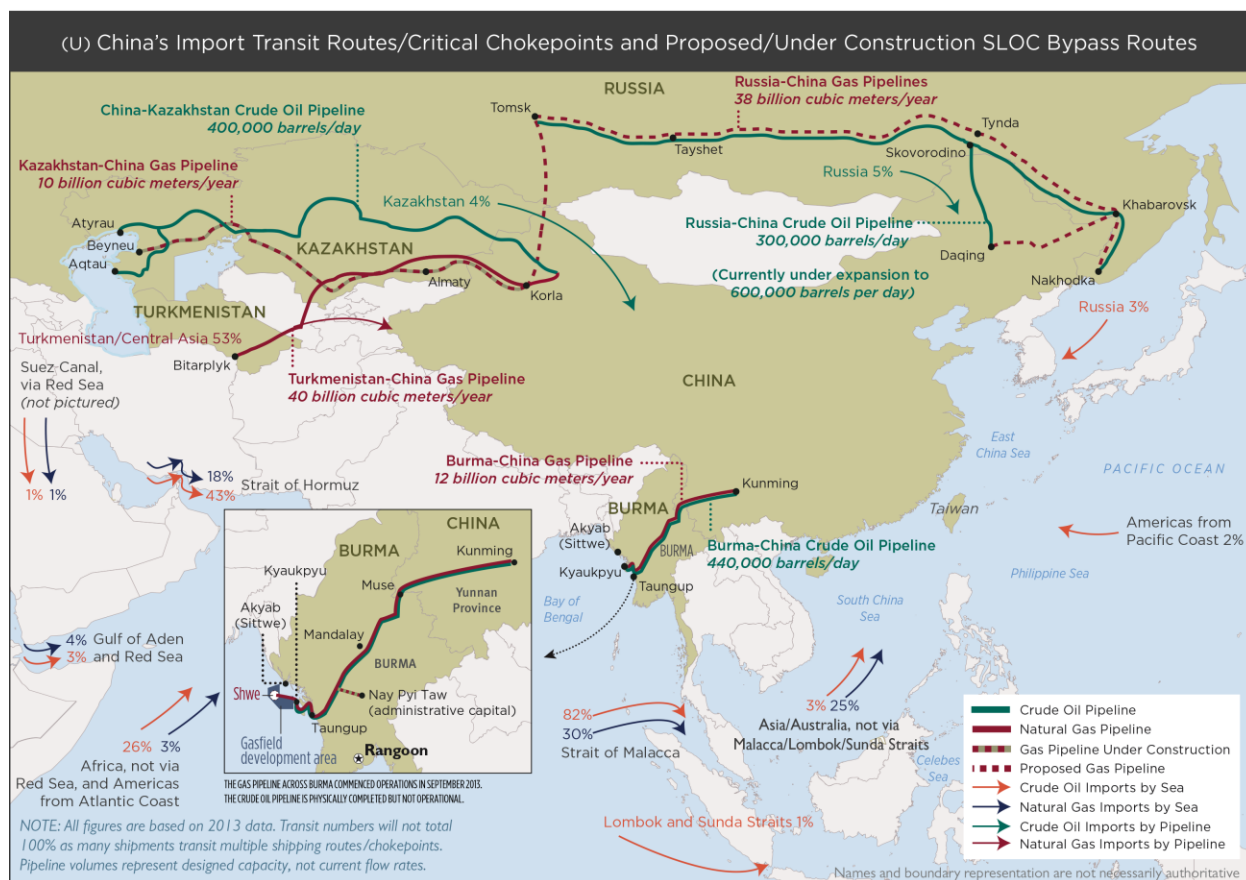 (U) China's Import Transit Routes/Critical Chokepoints and Proposed/Under Construction SLOC Bypass Routes
RUSSIA
China-Kazakhstan Crude Oil Pipeline
400,000 barrels/day
Tomsk
Russia-China Gas Pipelines
38 billion cubic meters/year
Tynda
Tayshet
Skovorodino
Kazakhstan-China Gas Pipeline
10 billion cubic meters/year
Russia 5%
Kazakhstan 4%
Atyrau
Beyneu
Aqtau
KAZAKHSTAN
Russia-China Crude Oil Pipeline
300,000 barrels/day
(Currently under expansion to
600,000 barrels per day)
Khabarovsk
Daqing
Nakhodka
Almaty
Korla
TURKMENISTAN
Turkmenistan/Central Asia 53%
Bitarplyk
Russia 3%
Suez Canal,
via Red Sea
(not pictured)
1%
1%
Turkmenistan-China Gas Pipeline
40 billion cubic meters/year
CHINA
East
China Sea
PACIFIC OCEAN
18%
43%
Strait of Hormuz
Burma-China Gas Pipeline
12 billion cubic meters/year
Kunming
BURMA
BURMA
Akyab
(Sittwe)
Kyaukpyu
Taungup
Burma-China Crude Oil Pipeline
440,000 barrels/day
Taiwan
Americas from
Pacific Coast 2%
Philippine Sea
Bay of
Bengal
South China
Sea
CHINA
BURMA
Kunming
Kyaukpyu
Muse
Yunnan
Province
Akyab
(Sittwe)
Mandalay
BURMA
Shwe
Nay Pyi Taw
(administrative capital)
Taungup
Gasfield
development area
Rangoon
THE GAS PIPELINE ACROSS BURMA COMMENCED OPERATIONS IN SEPTEMBER 2013.
THE CRUDE OIL PIPELINE IS PHYSICALLY COMPLETED BUT NOT OPERATIONAL.
4%
3%
Gulf of Aden
and Red Sea
26%
3%
Africa, not via
Red Sea, and Americas
from Atlantic Coast
82%
30%
Strait of Malacca
3%
25%
Asia/Australia, not via
Malacca/Lombok/Sunda Straits
Celebes
Sea
Lombok and Sunda Straits 1%
NOTE: All figures are based on 2013 data. Transit numbers will not total
100% as many shipments transit multiple shipping routes/chokepoints.
Pipeline volumes represent designed capacity, not current flow rates.
Crude Oil Pipeline
Natural Gas Pipeline
Gas Pipeline Under Construction
Proposed Gas Pipeline
Crude Oil Imports by Sea
Natural Gas Imports by Sea
Crude Oil Imports by Pipeline
Natural Gas Imports by Pipeline
Names and boundary representation are not necessarily authoritative